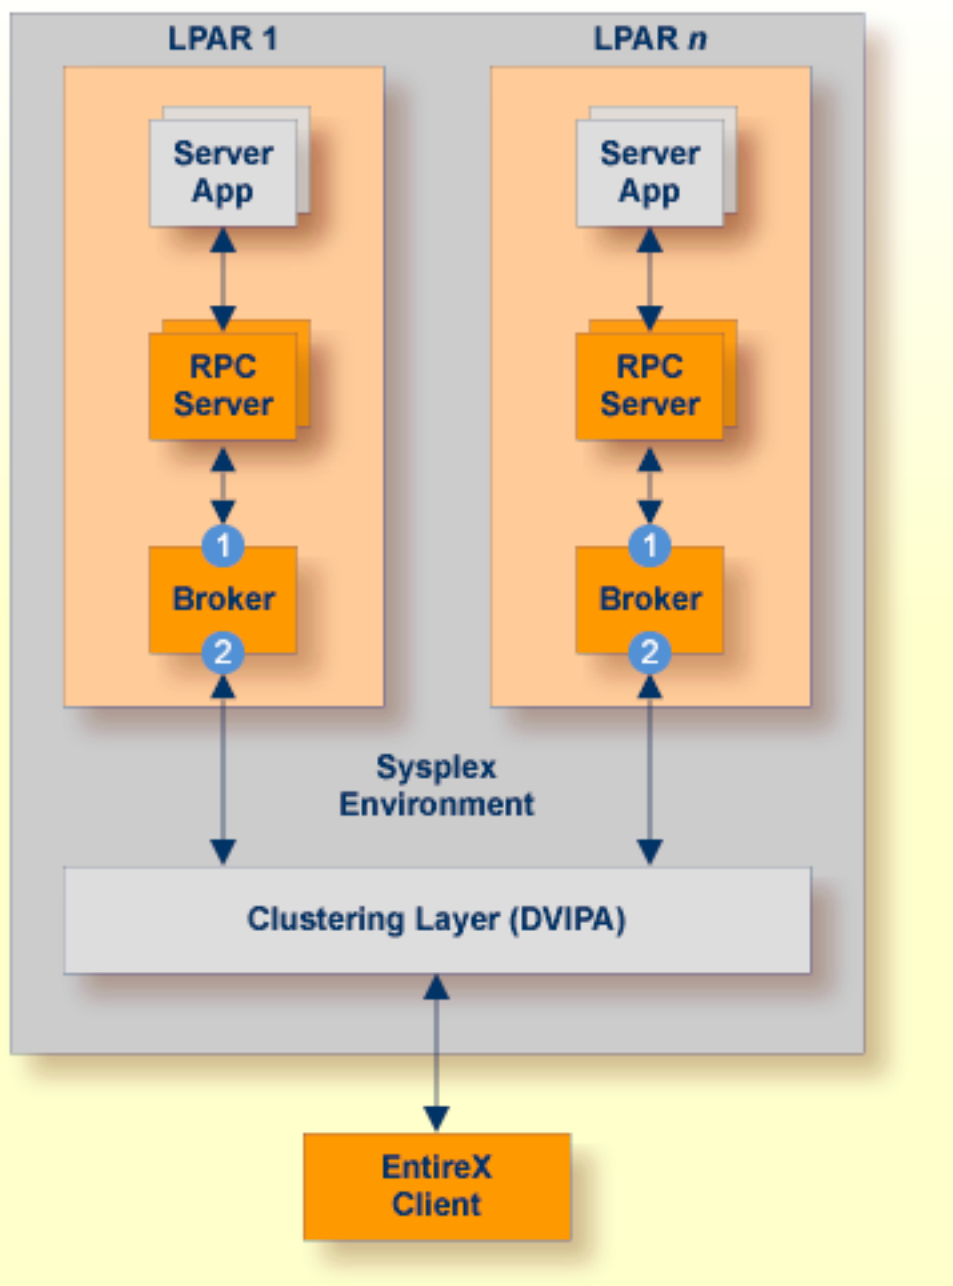 LPAR 1
LPAR n
Server
App
Server
App
RPC
Server
RPC
Server
1
1
Broker
Broker
2
2
Sysplex
Environment
Clustering Layer (DVIPA)
EntireX
Client